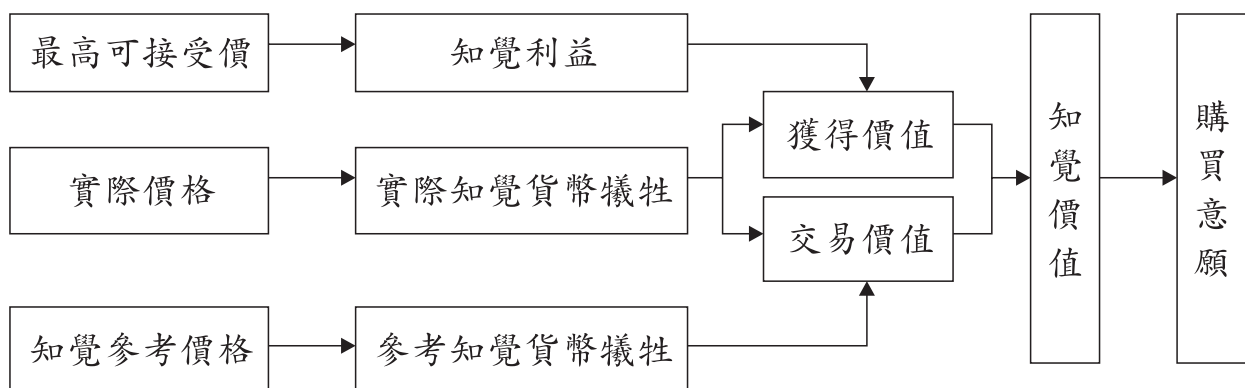 最高可接受價
知覺利益
獲得價值
實際價格
實際知覺貨幣犧牲
交易價值
知覺參考價格
參考知覺貨幣犧牲
知覺價值
購買意願